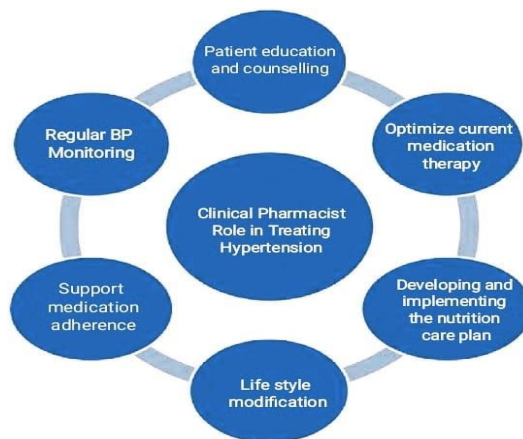 Patient education
and counselling
Optimize current
medication
therapy
Developing and
implementing
the nutrition
care plan
Life style
modification
Support
medication
adherence
Regular BP
Monitoring
Clinical Pharmacist
Role in Treating
Hypertension